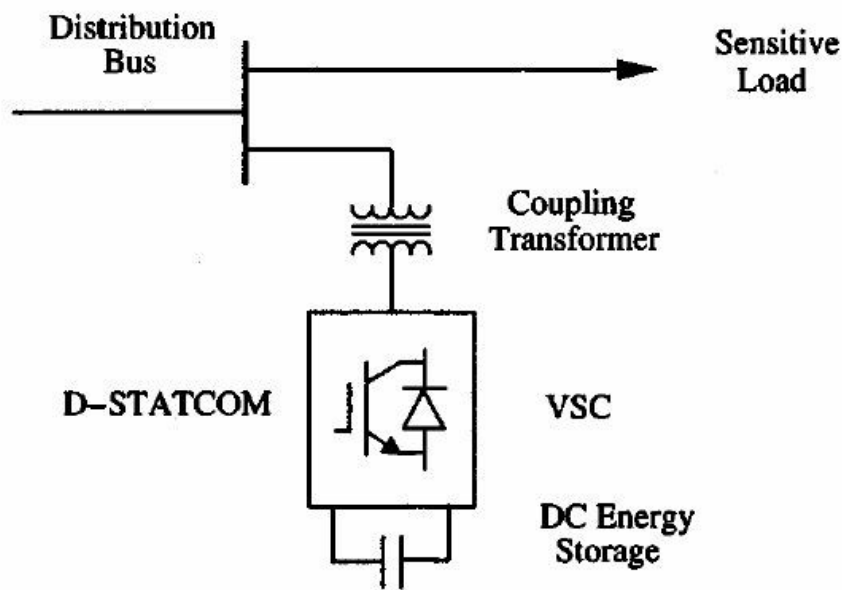 Distribution
Bus
Sensitive
Load
Coupling
Transformer
D-STATCOM
VSC
DC Energy
Storage